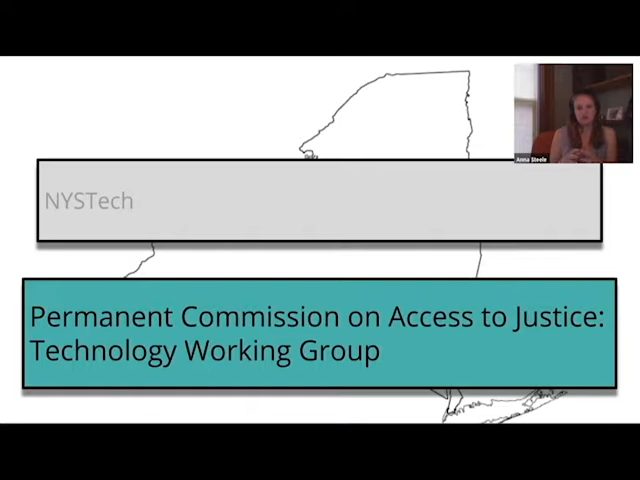 Anna Steele
NYSTech
Permanent Commission on Access to Justice:
Technology Working Group